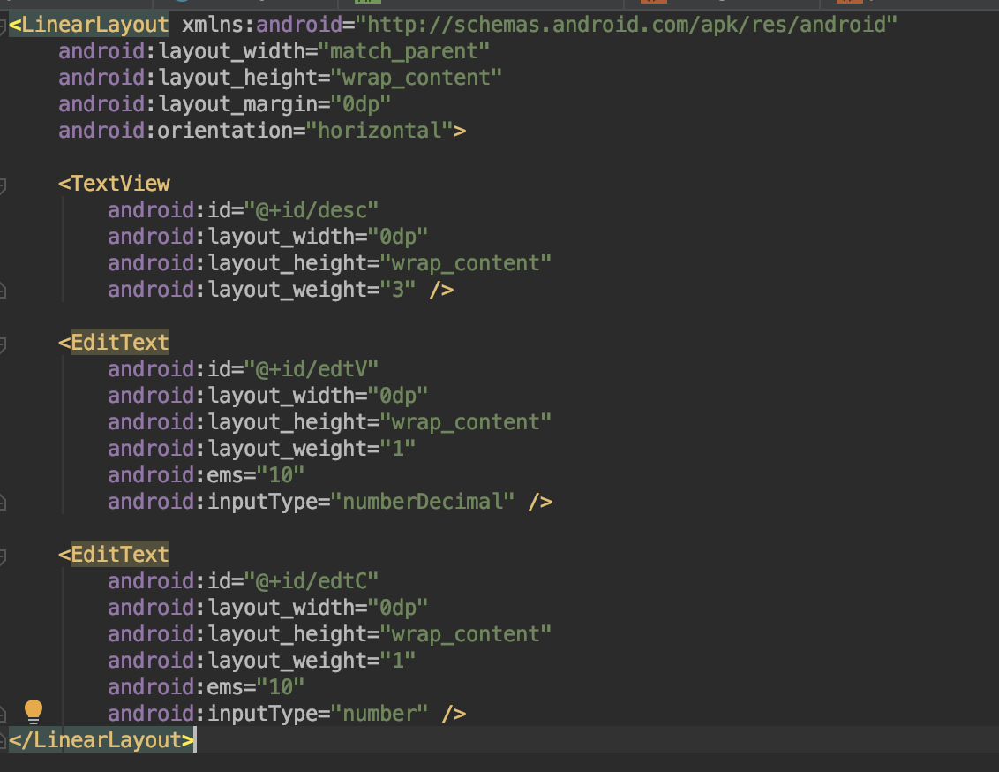 <LinearLayout xmlns:android="http://schemas.android.com/apk/res/android"
    android:layout_width="match_parent"
    android:layout_height="wrap_content"
    android:layout_margin="0dp"
    android:orientation="horizontal">

    <TextView
        android:id="@+id/desc"
        android:layout_width="0dp"
        android:layout_height="wrap_content"
        android:layout_weight="3" />

    <EditText
        android:id="@+id/edtV"
        android:layout_width="0dp"
        android:layout_height="wrap_content"
        android:layout_weight="1"
        android:ems="10"
        android:inputType="numberDecimal" />

    <EditText
        android:id="@+id/edtC"
        android:layout_width="0dp"
        android:layout_height="wrap_content"
        android:layout_weight="1"
        android:ems="10"
        android:inputType="number" />
</LinearLayout>